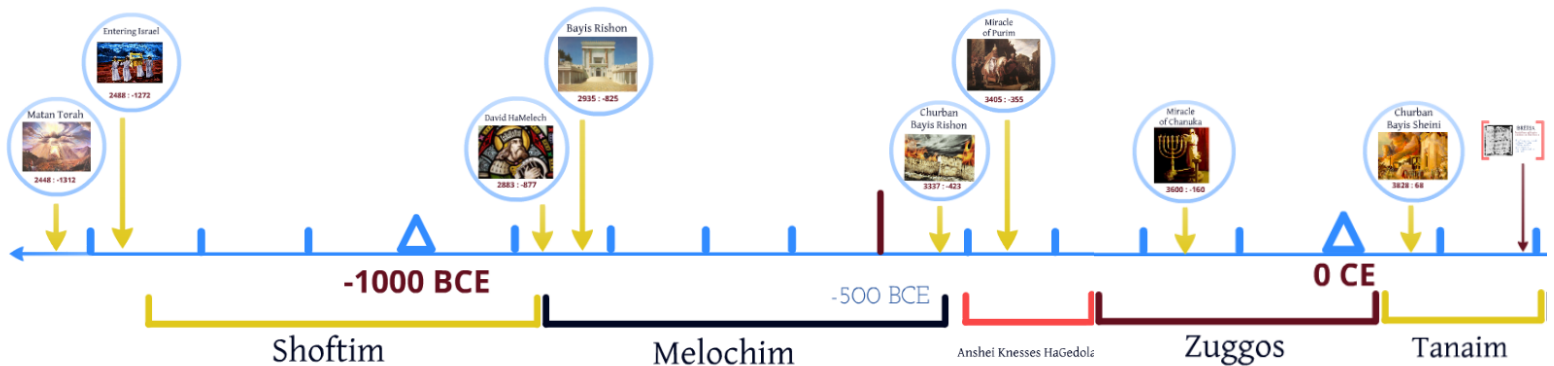 Matan Torah
2448 : -1312
Entering Israel
2488 : -1272
David HaMelech
2883 : -877
Bayis Rishon
2935 : -825
Churban
Bayis Rishon
3337 : -423
Miracle
of Purim
3405 : -355
Miracle
of Chanuka
3600 : -160
Churban
Bayis Sheini
3828 : 68
-1000 BCE
-500 BCE
0 CE
Shoftim
Melochim
Anshei Knesses HaGedola
Zuggos
Tanaim